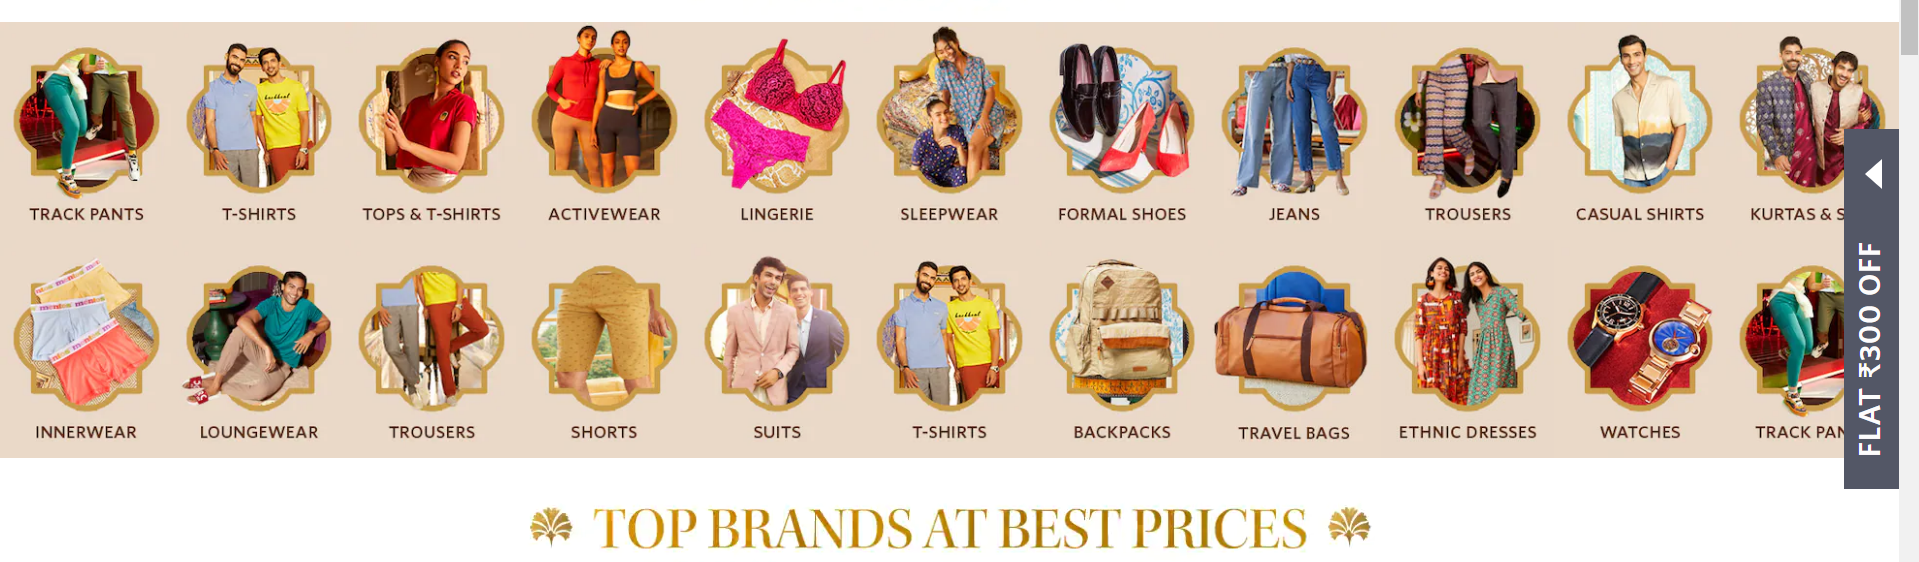 TRACK PANTS
T-SHIRTS
TOPS & T-SHIRTS
ACTIVEWEAR
LINGERIE
SLEEPWEAR
FORMAL SHOES
JEANS
TROUSERS
CASUAL SHIRTS
KURTAS & S
INNERWEAR
LOUNGEWEAR
TROUSERS
SHORTS
SUITS
T-SHIRTS
BACKPACKS
TRAVEL BAGS
ETHNIC DRESSES
WATCHES
TRACK PAN
FLAT ₹300 OFF
TOP BRANDS AT BEST PRICES